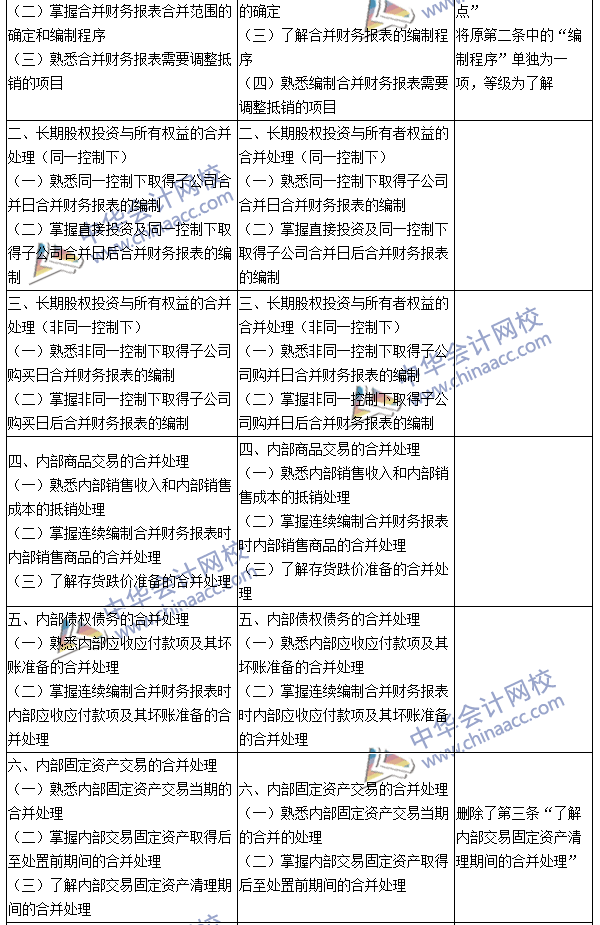 （二）掌握合并财务报表合并范围的
确定和编制程序
（三）熟悉合并财务报表需要调整抵
销的项目
的确定
（三）了解合并财务报表的编制程
序
（四）熟悉编制合并财务报表需要
调整抵销的项目
点”
将原第二条中的“编
制程序”单独为一
项，等级为了解
二、长期股权投资与所有权益的合并
处理（同一控制下）
（一）熟悉同一控制下取得子公司合
并日合并财务报表的编制
（二）掌握直接投资及同一控制下取
得子公司合并日后合并财务报表的编
制
二、长期股权投资与所有者权益的
合并处理（同一控制下）
（一）熟悉同一控制下取得子公司
合并日合并财务报表的编制
（二）掌握直接投资及同一控制下
取得子公司合并日后合并财务报表
的编制
三、长期股权投资与所有权益的合并
处理（非同一控制下）
（一）熟悉非同一控制下取得子公司
购买日合并财务报表的编制
（二）掌握非同一控制下取得子公司
购买日后合并财务报表的编制
三、长期股权投资与所有者权益的
合并处理（非同一控制下）
（一）熟悉非同一控制下取得子公
司购并日合并财务报表的编制
（二）掌握非同一控制下取得子公
司购并日后合并财务报表的编制
四、内部商品交易的合并处理
（一）熟悉内部销售收入和内部销售
成本的抵销处理
（二）掌握连续编制合并财务报表时
内部销售商品的合并处理
（三）了解存货跌价准备的合并处理
四、内部商品交易的合并处理
（一）熟悉内部销售收入和内部销
售成本的抵销处理
（二）掌握连续编制合并财务报表
时内部销售商品的合并处理
（三）了解存货跌价准备的合并处
理
五、内部债权债务的合并处理
（一）熟悉内部应收应付款项及其坏
账准备的合并处理
（二）掌握连续编制合并财务报表时
内部应收应付款项及其坏账准备的合
并处理
五、内部债权债务的合并处理
（一）熟悉内部应收应付款项及其
坏账准备的合并处理
（二）掌握连续编制合并财务报表
时内部应收应付款项及其坏账准备
的合并处理
六、内部固定资产交易的合并处理
（一）熟悉内部固定资产交易当期的
合并处理
（二）掌握内部交易固定资产取得后
至处置前期间的合并处理
（三）了解内部交易固定资产清理期
间的合并处理
六、内部固定资产交易的合并处理
（一）熟悉内部固定资产交易当期
的合并的处理
（二）掌握内部交易固定资产取得
后至处置前期间的合并处理
删除了第三条“了解
内部交易固定资产清
理期间的合并处理”
中华会计网校
www.chinaacc.com
中华会计网校
www.chinaacc.com
中华会计网校
www.chinaacc.com
中华会计网校
www.chinaacc.com